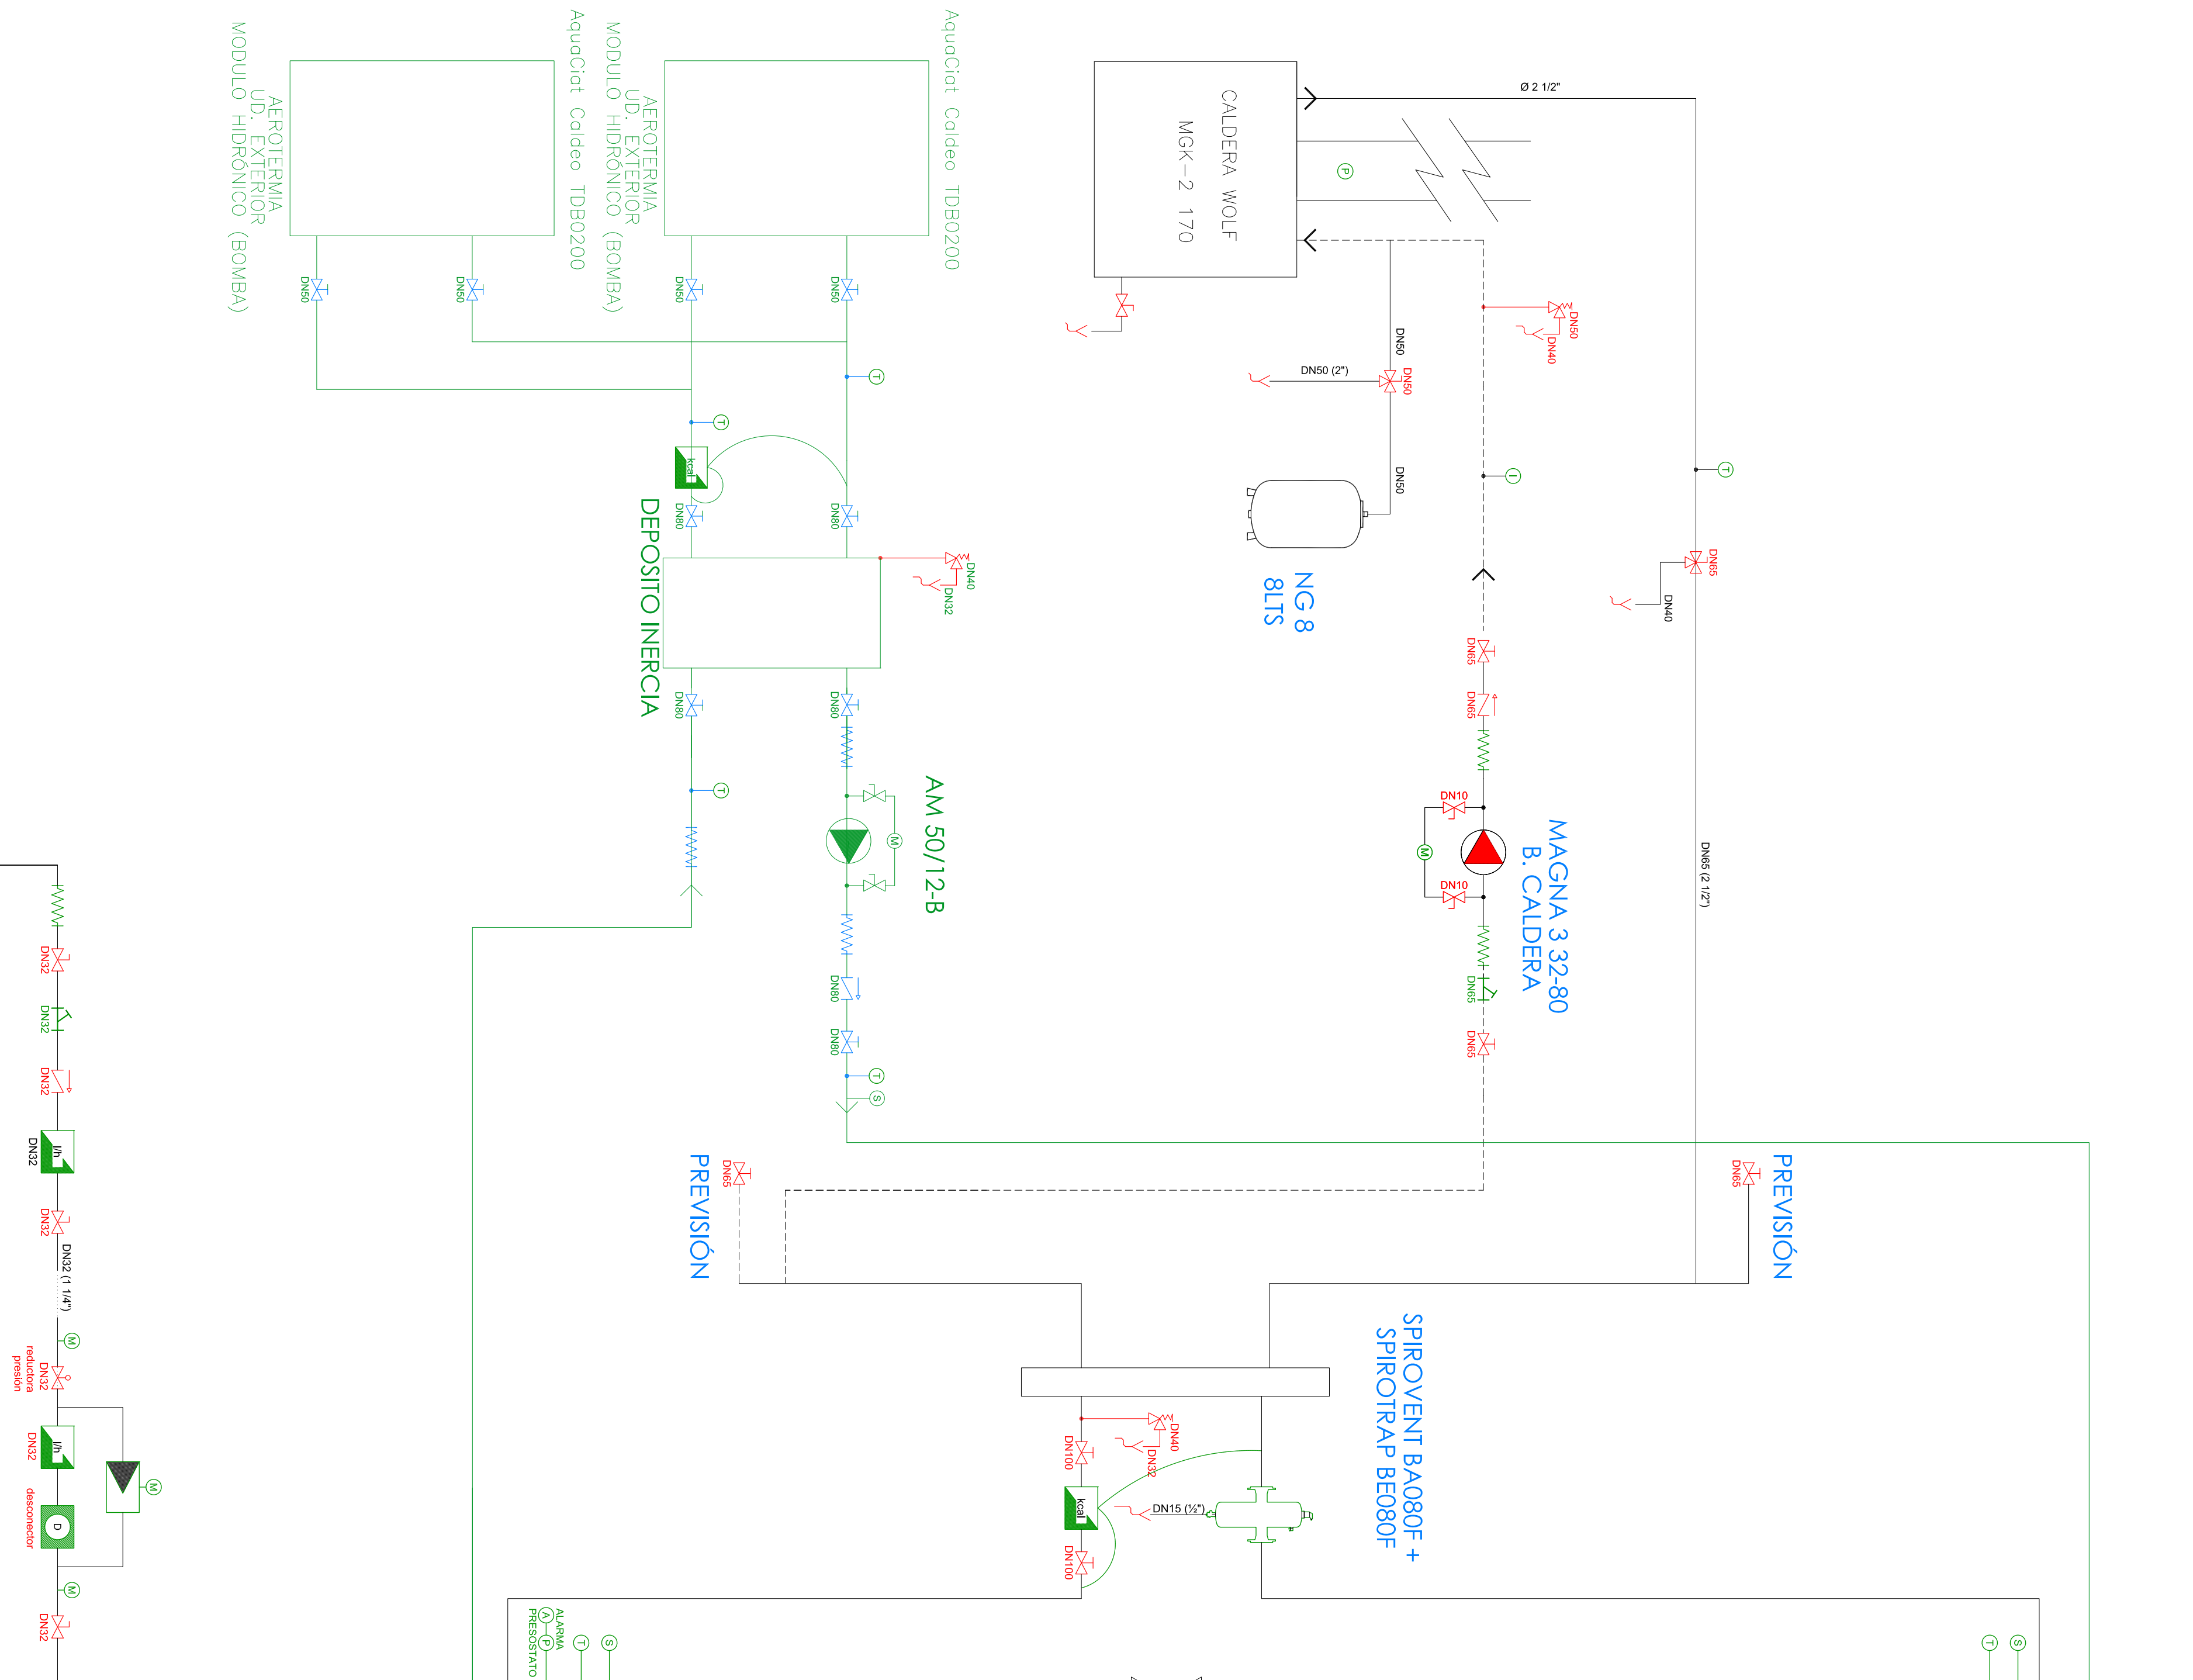 AquaCiat Caldeo TDB0200
AEROTERMIA
UD. EXTERIOR
MODULO HIDRÓNICO (BOMBA)
AquaCiat Caldeo TDB0200
AEROTERMIA
UD. EXTERIOR
MODULO HIDRÓNICO (BOMBA)
CALDERA WOLF
MGK-2 170
Ø 2 1/2"
P
DN50
DN50
DN50
DN50
DN50
DN40
DN50
DN50 (2")
DN50
DN50
T
T
I
T
kcal
DN80
DN80
DN65
DN40
NG 8
8LTS
DEPOSITO INERCIA
DN40
DN32
DN65
DN65
DN80
DN80
T
AM 50/12-B
M
DN10
M
DN10
MAGNA 3 32-80
B. CALDERA
DN65 (2 1/2")
DN80
DN80
T
S
DN65
DN65
DN32
DN32
DN32
l/h
DN32
DN32
DN32 (1 1/4")
M
DN32
reductora
presión
l/h
DN32
M
D
desconector
M
DN32
PREVISIÓN
DN65
DN65
PREVISIÓN
SPIROVENT BA080F +
SPIROTRAP BE080F
DN40
DN32
DN100
kcal
DN15 (½")
DN100
ALARMA
A
P
PRESOSTATO
T
S
T
S